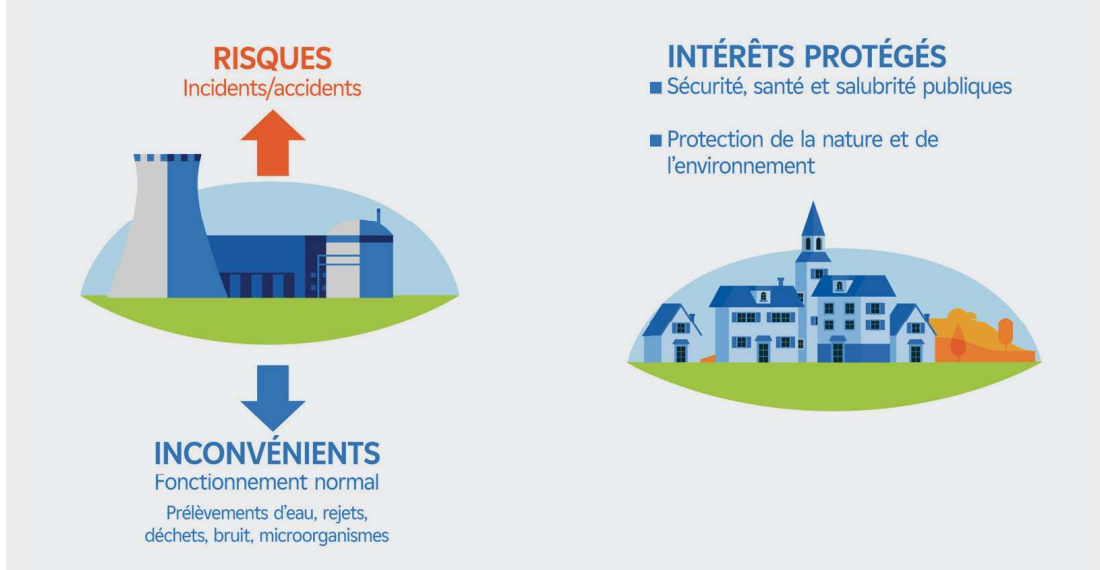 RISQUES
Incidents/accidents
INCONVÉNIENTS
Fonctionnement normal
Prélèvements d'eau, rejets,
déchets, bruit, microorganismes
INTÉRÊTS PROTÉGÉS
■ Sécurité, santé et salubrité publiques
■ Protection de la nature et de
l'environnement